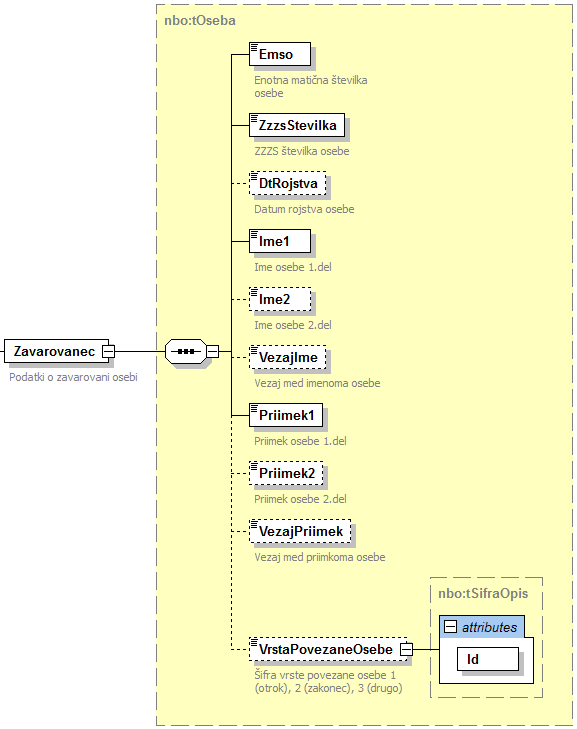 nbo:tOseba
Emso
Enotna matična številka
osebe
ZzzsStevilka
ZZZS številka osebe
DtRojstva
Datum rojstva osebe
Ime1
Ime osebe 1.del
Ime2
Ime osebe 2.del
Zavarovanec
Podatki o zavarovani osebi
VezajIme
Vezaj med imenoma osebe
Priimek1
Priimek osebe 1.del
Priimek2
Priimek osebe 2.del
VezajPriimek
Vezaj med priimkoma osebe
nbo:tSifraOpis
attributes
Id
VrstaPovezaneOsebe
Šifra vrste povezane osebe 1
(otrok), 2 (zakonec), 3 (drugo)